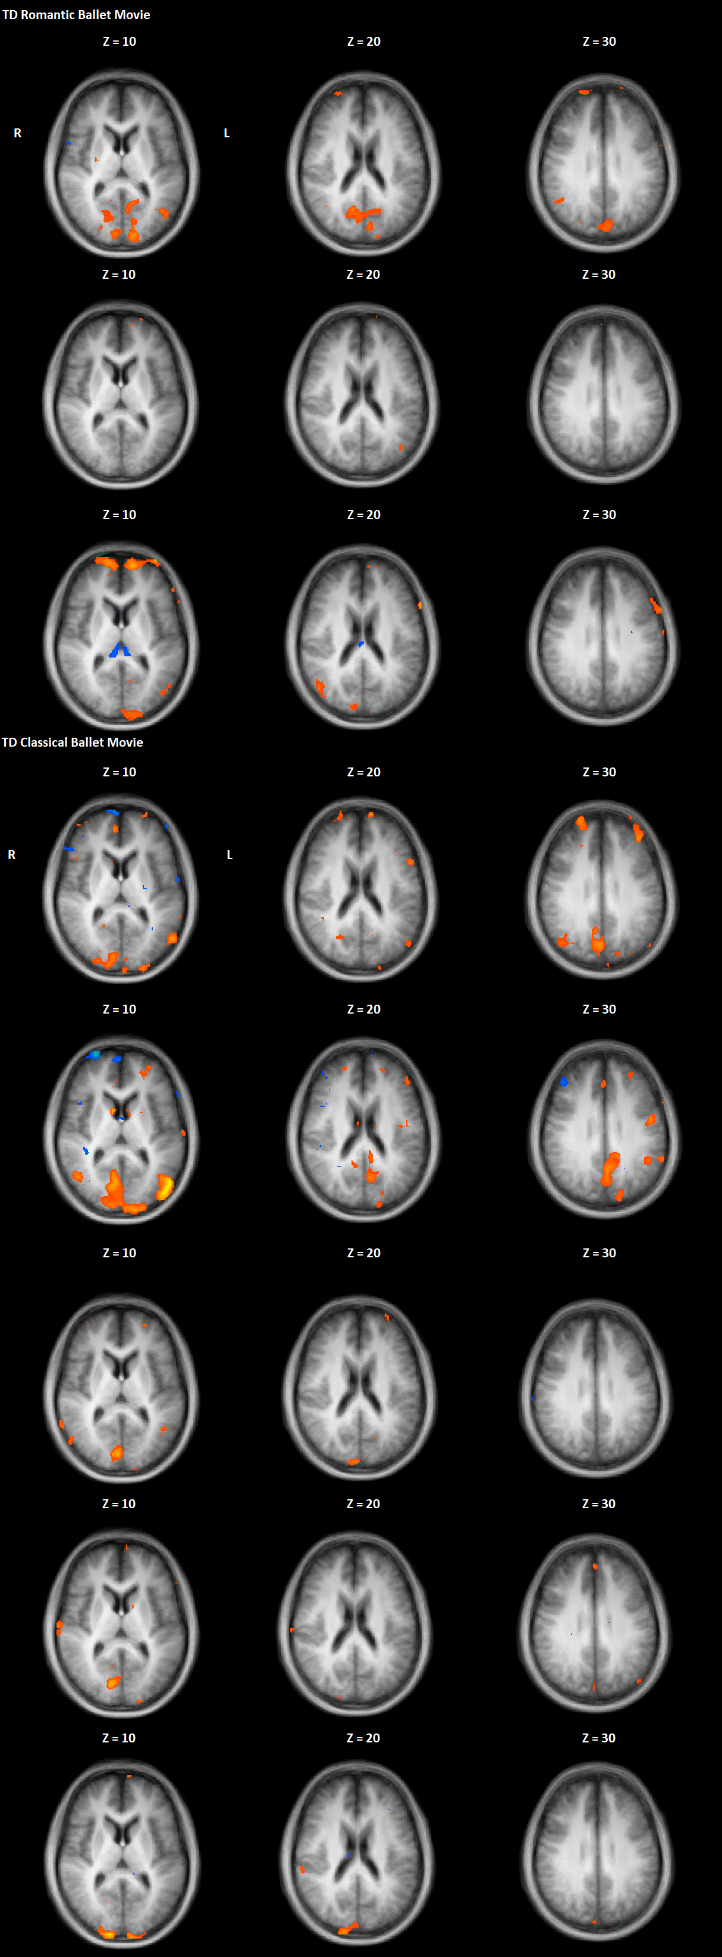 TD Romantic Ballet Movie
Z = 10 Z = 20 Z = 30
R L
Z = 10 Z = 20 Z = 30
Z = 10 Z = 20 Z = 30
TD Classical Ballet Movie
Z = 10 Z = 20 Z = 30
R L
Z = 10 Z = 20 Z = 30
Z = 10 Z = 20 Z = 30
Z = 10 Z = 20 Z = 30
Z = 10 Z = 20 Z = 30